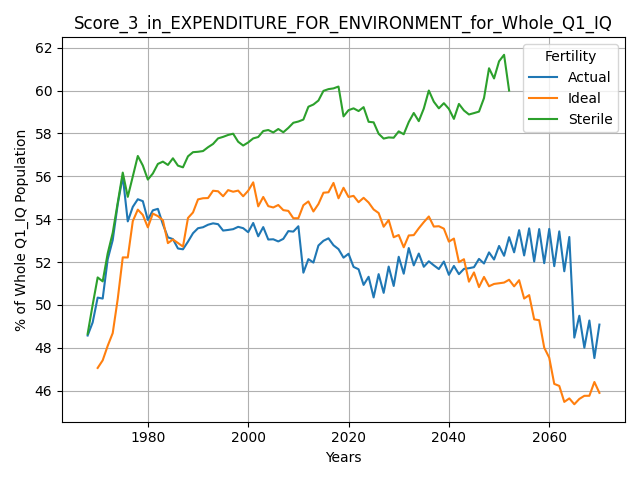 Score_3_in_EXPENDITURE_FOR_ENVIRONMENT_for_Whole_Q1_IQ
Fertility
Actual
Ideal
Sterile
% of Whole Q1_IQ Population
62
60
58
56
54
52
50
48
46
1980
2000
2020
2040
2060
Years